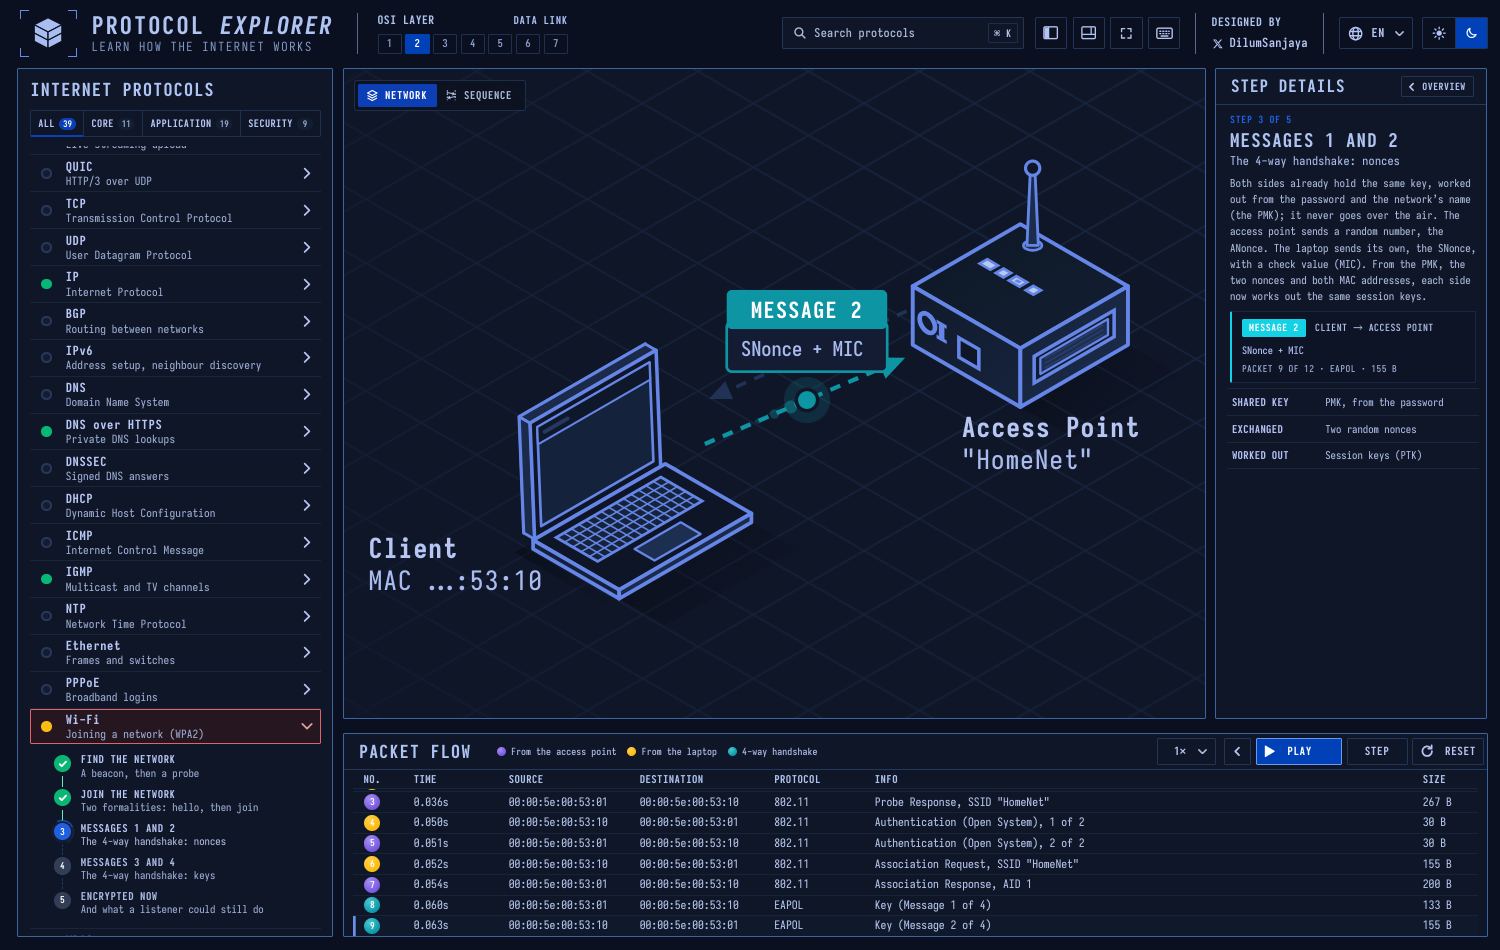 PROTOCOL EXPLORER
LEARN HOW THE INTERNET WORKS
OSI LAYER DATA LINK
1 2 3 4 5 6 7
Search protocols ⌘ K
DESIGNED BY
DilumSanjaya
EN
INTERNET PROTOCOLS
ALL 39 CORE 11 APPLICATION 19 SECURITY 9
Live streaming upload
QUIC
HTTP/3 over UDP
TCP
Transmission Control Protocol
UDP
User Datagram Protocol
IP
Internet Protocol
BGP
Routing between networks
IPv6
Address setup, neighbour discovery
DNS
Domain Name System
DNS over HTTPS
Private DNS lookups
DNSSEC
Signed DNS answers
DHCP
Dynamic Host Configuration
ICMP
Internet Control Message
IGMP
Multicast and TV channels
NTP
Network Time Protocol
Ethernet
Frames and switches
PPPoE
Broadband logins
Wi-Fi
Joining a network (WPA2)
FIND THE NETWORK
A beacon, then a probe
JOIN THE NETWORK
Two formalities: hello, then join
3 MESSAGES 1 AND 2
The 4-way handshake: nonces
4 MESSAGES 3 AND 4
The 4-way handshake: keys
5 ENCRYPTED NOW
And what a listener could still do
NETWORK SEQUENCE
MESSAGE 2
SNonce + MIC
Access Point
"HomeNet"
Client
MAC ...:53:10
STEP DETAILS
OVERVIEW
STEP 3 OF 5
MESSAGES 1 AND 2
The 4-way handshake: nonces
Both sides already hold the same key, worked
out from the password and the network's name
(the PMK); it never goes over the air. The
access point sends a random number, the
ANonce. The laptop sends its own, the SNonce,
with a check value (MIC). From the PMK, the
two nonces and both MAC addresses, each side
now works out the same session keys.
MESSAGE 2 CLIENT → ACCESS POINT
SNonce + MIC
PACKET 9 OF 12 · EAPOL · 155 B
SHARED KEY PMK, from the password
EXCHANGED Two random nonces
WORKED OUT Session keys (PTK)
PACKET FLOW
From the access point From the laptop 4-way handshake
1× PLAY STEP RESET
NO. TIME SOURCE DESTINATION PROTOCOL INFO SIZE
3 0.036s 00:00:5e:00:53:01 00:00:5e:00:53:10 802.11 Probe Response, SSID "HomeNet" 267 B
4 0.050s 00:00:5e:00:53:10 00:00:5e:00:53:01 802.11 Authentication (Open System), 1 of 2 30 B
5 0.051s 00:00:5e:00:53:01 00:00:5e:00:53:10 802.11 Authentication (Open System), 2 of 2 30 B
6 0.052s 00:00:5e:00:53:10 00:00:5e:00:53:01 802.11 Association Request, SSID "HomeNet" 155 B
7 0.054s 00:00:5e:00:53:01 00:00:5e:00:53:10 802.11 Association Response, AID 1 200 B
8 0.060s 00:00:5e:00:53:01 00:00:5e:00:53:10 EAPOL Key (Message 1 of 4) 133 B
9 0.063s 00:00:5e:00:53:10 00:00:5e:00:53:01 EAPOL Key (Message 2 of 4) 155 B